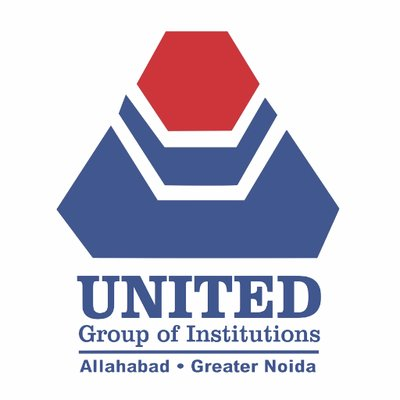 UNITED
Group of Institutions
Allahabad • Greater Noida